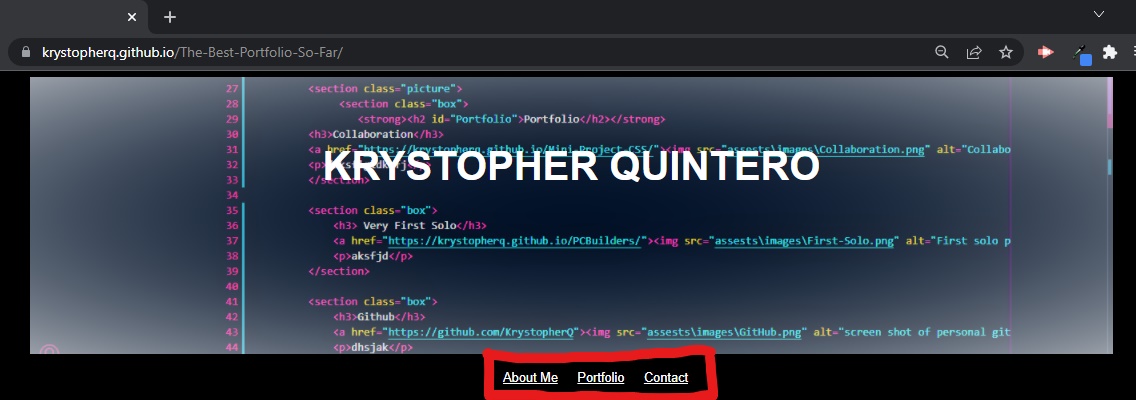 krystopherq.github.io/The-Best-Portfolio-So-Far/
27 <section class="picture">
28 <section class="box">
29 <strong><h2 id="Portfolio">Portfolio</h2></strong>
30 <h3>Collaboration</h3>
31 <a href="https://krystopherq.github.io/Mini-Project-CSS/"><img src="assests\images\Collaboration.png" alt="Collabo
KRYSTOPHER QUINTERO
32 <p>
33 </section>
34
35 <section class="box">
36 <h3> Very First Solo</h3>
37 <a href="https://krystopherq.github.io/PCBuilders/"><img src="assests\images\First-Solo.png" alt="First solo p
38 <p>aksfjd</p>
39 </section>
40
41 <section class="box">
42 <h3>Github</h3>
43 <a href="https://github.com/KrystopherQ"><img src="assests\images\GitHub.png" alt="screen shot of personal git
44 <p>dhsjak</p>
About Me Portfolio Contact